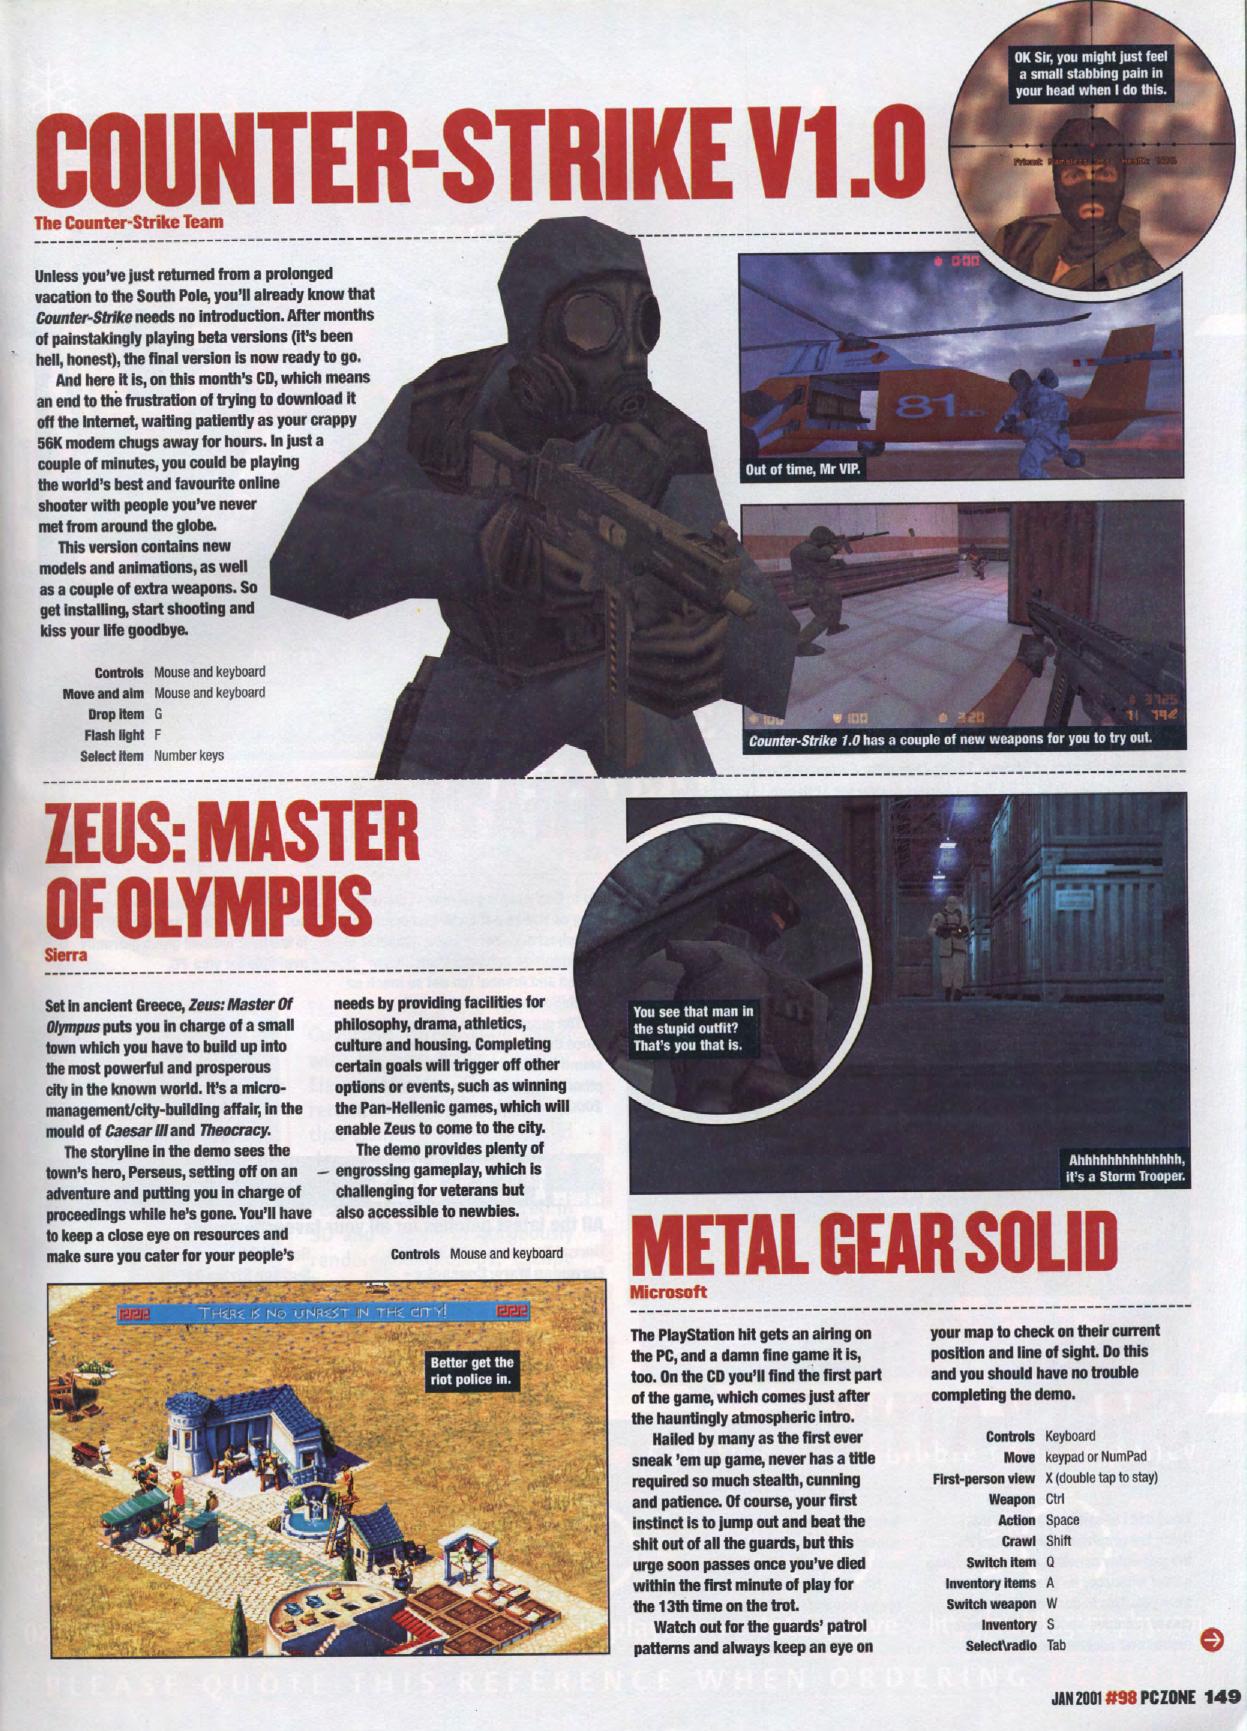 OK Sir, you might just feel
a small stabbing pain in
your head when I do this.
COUNTER-STRIKE V1.0
The Counter-Strike Team
Unless you've just returned from a prolonged
vacation to the South Pole, you'll already know that
Counter-Strike needs no introduction. After months
of painstakingly playing beta versions (it's been
hell, honest), the final version is now ready to go.
And here it is, on this month's CD, which means
an end to the frustration of trying to download it
off the Internet, waiting patiently as your crappy
56K modem chugs away for hours. In just a
couple of minutes, you could be playing
the world's best and favourite online
shooter with people you've never
met from around the globe.
This version contains new
models and animations, as well
as a couple of extra weapons. So
get installing, start shooting and
kiss your life goodbye.
Controls Mouse and keyboard
Move and aim Mouse and keyboard
Drop item G
Flash light F
Select item Number keys
0:00
81
Out of time, Mr VIP.
100 100 320
Counter-Strike 1.0 has a couple of new weapons for you to try out.
ZEUS: MASTER
OF OLYMPUS
Sierra
Set in ancient Greece, Zeus: Master Of
Olympus puts you in charge of a small
town which you have to build up into
the most powerful and prosperous
city in the known world. It's a micro-
management/city-building affair, in the
mould of Caesar III and Theocracy.
The storyline in the demo sees the
town's hero, Perseus, setting off on an
adventure and putting you in charge of
proceedings while he's gone. You'll have
to keep a close eye on resources and
make sure you cater for your people's
needs by providing facilities for
philosophy, drama, athletics,
culture and housing. Completing
certain goals will trigger off other
options or events, such as winning
the Pan-Hellenic games, which will
enable Zeus to come to the city.
The demo provides plenty of
engrossing gameplay, which is
challenging for veterans but
also accessible to newbies.
Controls Mouse and keyboard
THERE IS NO UNREST IN THE CITY!
Better get the
riot police in.
You see that man in
the stupid outfit?
That's you that is.
Ahhhhhhhhhhhhhh,
it's a Storm Trooper.
METAL GEAR SOLID
Microsoft
The PlayStation hit gets an airing on
the PC, and a damn fine game it is,
too. On the CD you'll find the first part
of the game, which comes just after
the hauntingly atmospheric intro.
Hailed by many as the first ever
sneak 'em up game, never has a title
required so much stealth, cunning
and patience. Of course, your first
instinct is to jump out and beat the
shit out of all the guards, but this
urge soon passes once you've died
within the first minute of play for
the 13th time on the trot.
Watch out for the guards' patrol
patterns and always keep an eye on
your map to check on their current
position and line of sight. Do this
and you should have no trouble
completing the demo.
Controls Keyboard
Move keypad or NumPad
First-person view X (double tap to stay)
Weapon Ctrl
Action Space
Crawl Shift
Switch item Q
Inventory items A
Switch weapon W
Inventory S
Select\radio Tab
PLEASE QUOTE THIS REFERENCE WHEN ORDERING
JAN 2001 #98 PCZONE 149